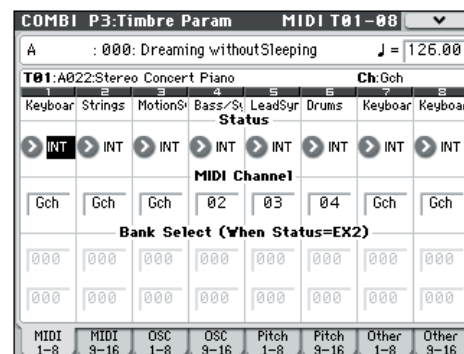 COMBI P3:Timbre Param MIDI T01-08
A :000: Dreaming withoutSleeping ♩= 126.00
T01:A022:Stereo Concert Piano Ch:Gch
1 2 3 4 5 6 7 8
Keyboar Strings MotionS Bass/Sy LeadSyr Drums Keyboar Keyboar
Status
INT INT INT INT INT INT INT INT
MIDI Channel
Gch Gch Gch 02 03 04 Gch Gch
Bank Select (When Status=EX2)
000 000 000 000 000 000 000 000
000 000 000 000 000 000 000 000
MIDI MIDI OSC OSC Pitch Pitch Other Other
1-8 9-16 1-8 9-16 1-8 9-16 1-8 9-16